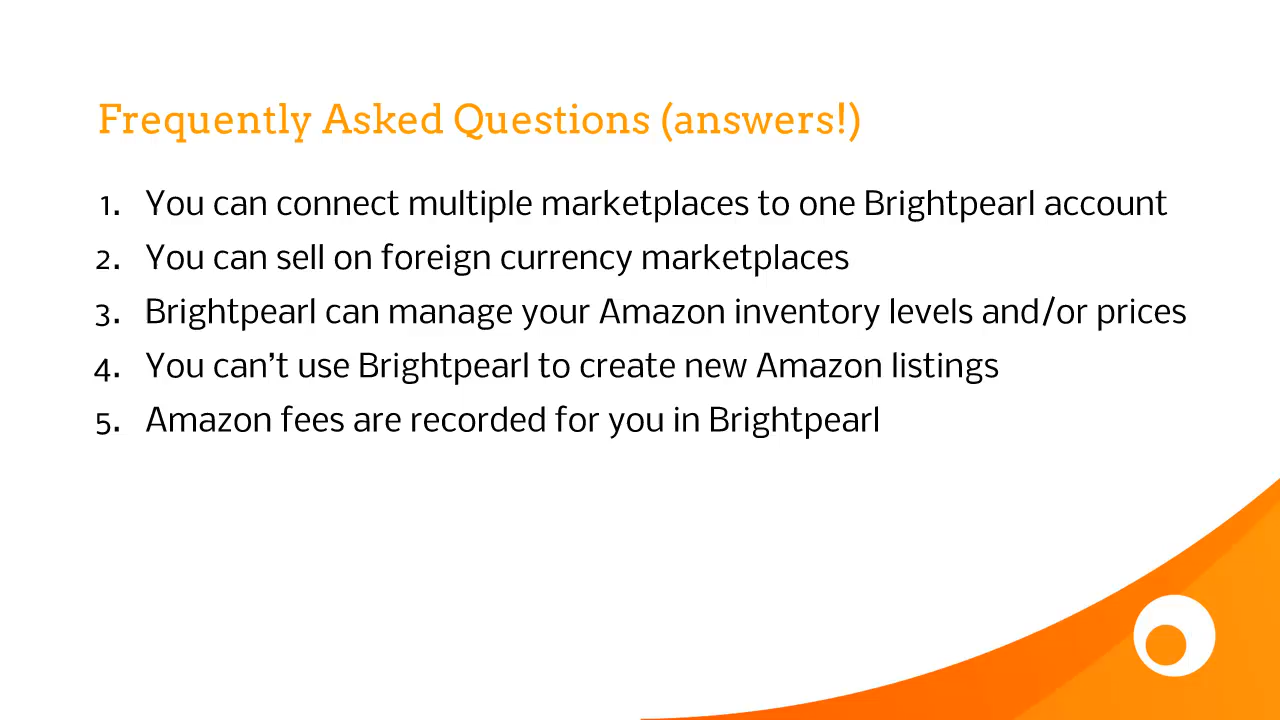 Frequently Asked Questions (answers!)
1. You can connect multiple marketplaces to one Brightpearl account
2. You can sell on foreign currency marketplaces
3. Brightpearl can manage your Amazon inventory levels and/or prices
4. You can’t use Brightpearl to create new Amazon listings
5. Amazon fees are recorded for you in Brightpearl